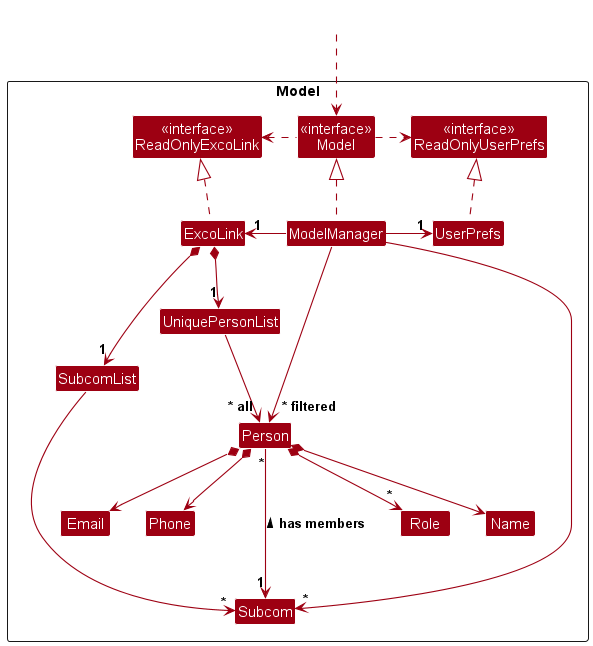 Model
«interface»
ReadOnlyExcoLink
«interface»
Model
«interface»
ReadOnlyUserPrefs
ExcoLink
1
ModelManager
1
UserPrefs
1
UniquePersonList
1
SubcomList
* all
* filtered
Person
*
Email
Phone
*
Role
Name
has members
1
*
*
Subcom